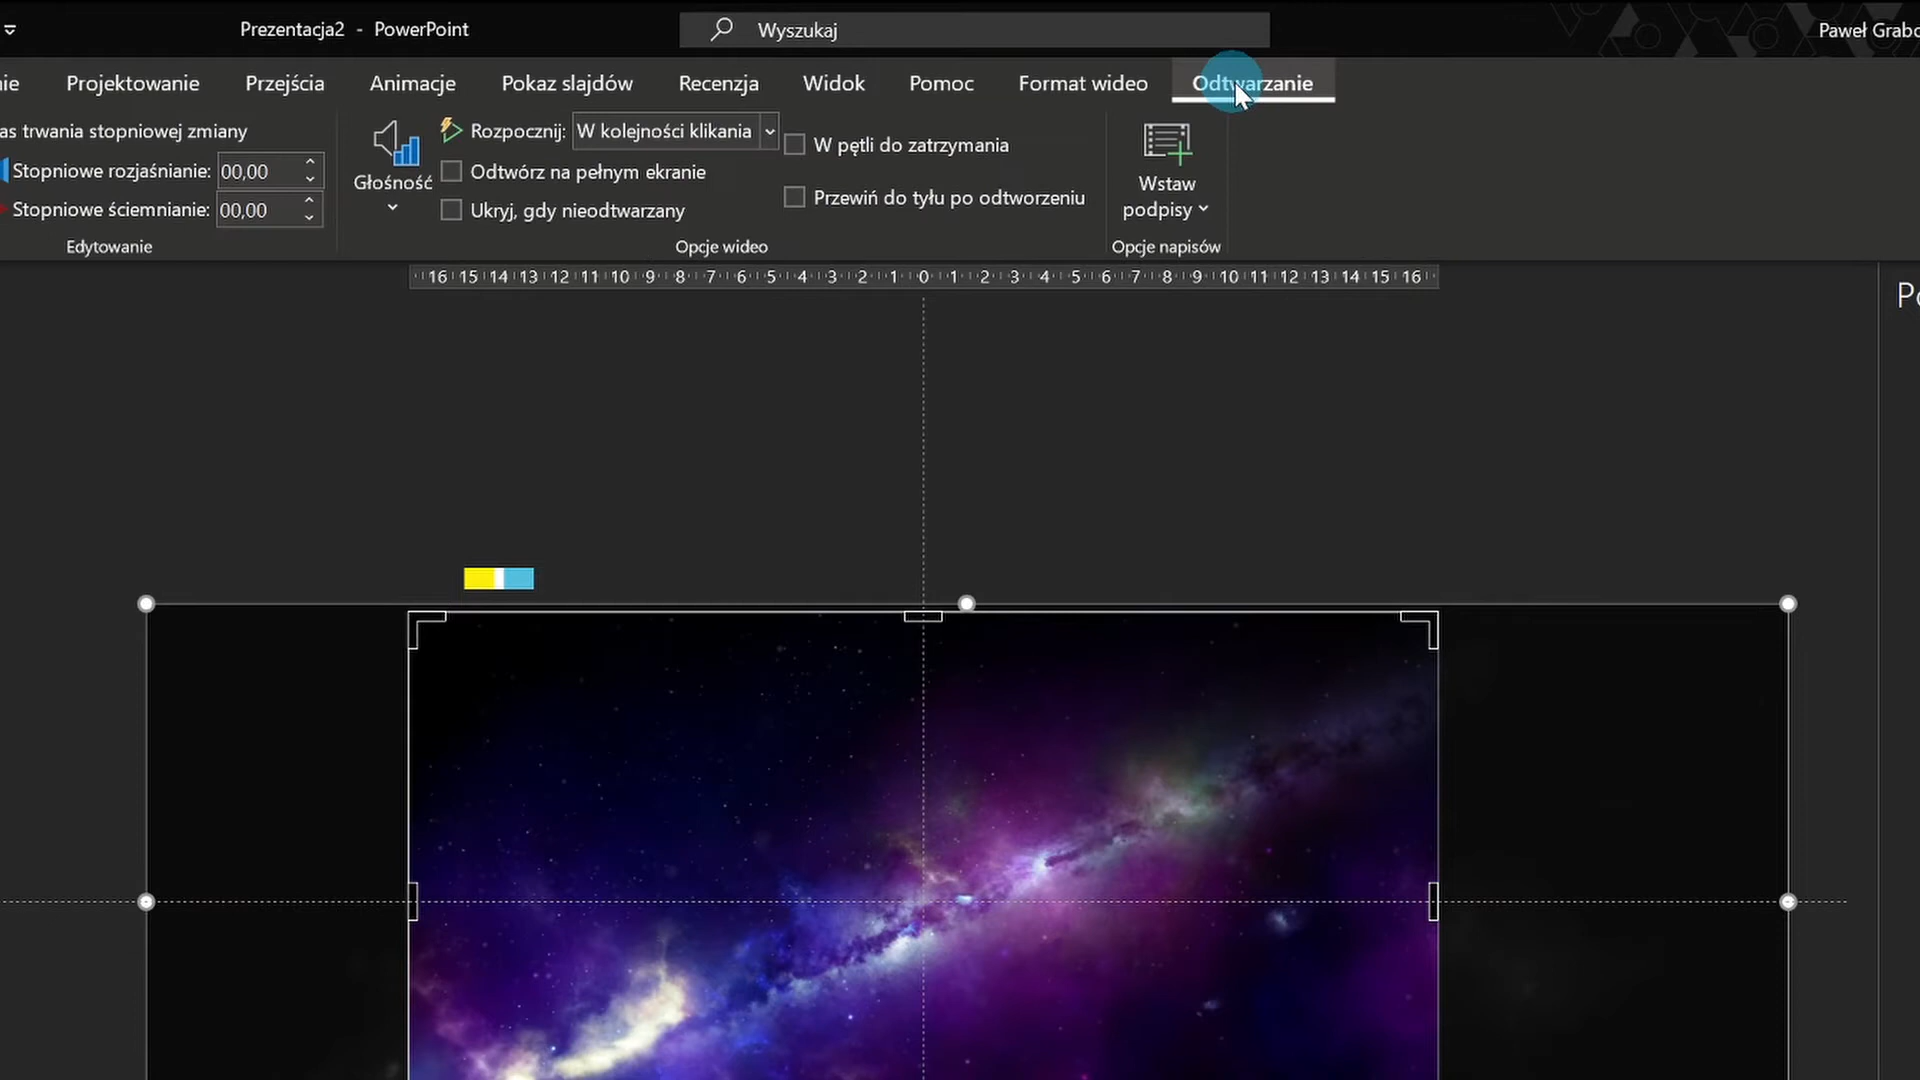 Prezentacja2 - PowerPoint
Wyszukaj
Paweł Grabo
nie
Projektowanie
Przejścia
Animacje
Pokaz slajdów
Recenzja
Widok
Pomoc
Format wideo
Odtwarzanie
as trwania stopniowej zmiany
Stopniowe rozjaśnianie: 00,00
Stopniowe ściemnianie: 00,00
Edytowanie
Głośność
Rozpocznij: W kolejności klikania
Odtwórz na pełnym ekranie
Ukryj, gdy nieodtwarzany
W pętli do zatrzymania
Przewiń do tyłu po odtworzeniu
Opcje wideo
Wstaw
podpisy
Opcje napisów
16 15 14 13 12 11 10 9 8 7 6 5 4 3 2 1 0 1 2 3 4 5 6 7 8 9 10 11 12 13 14 15 16
Po